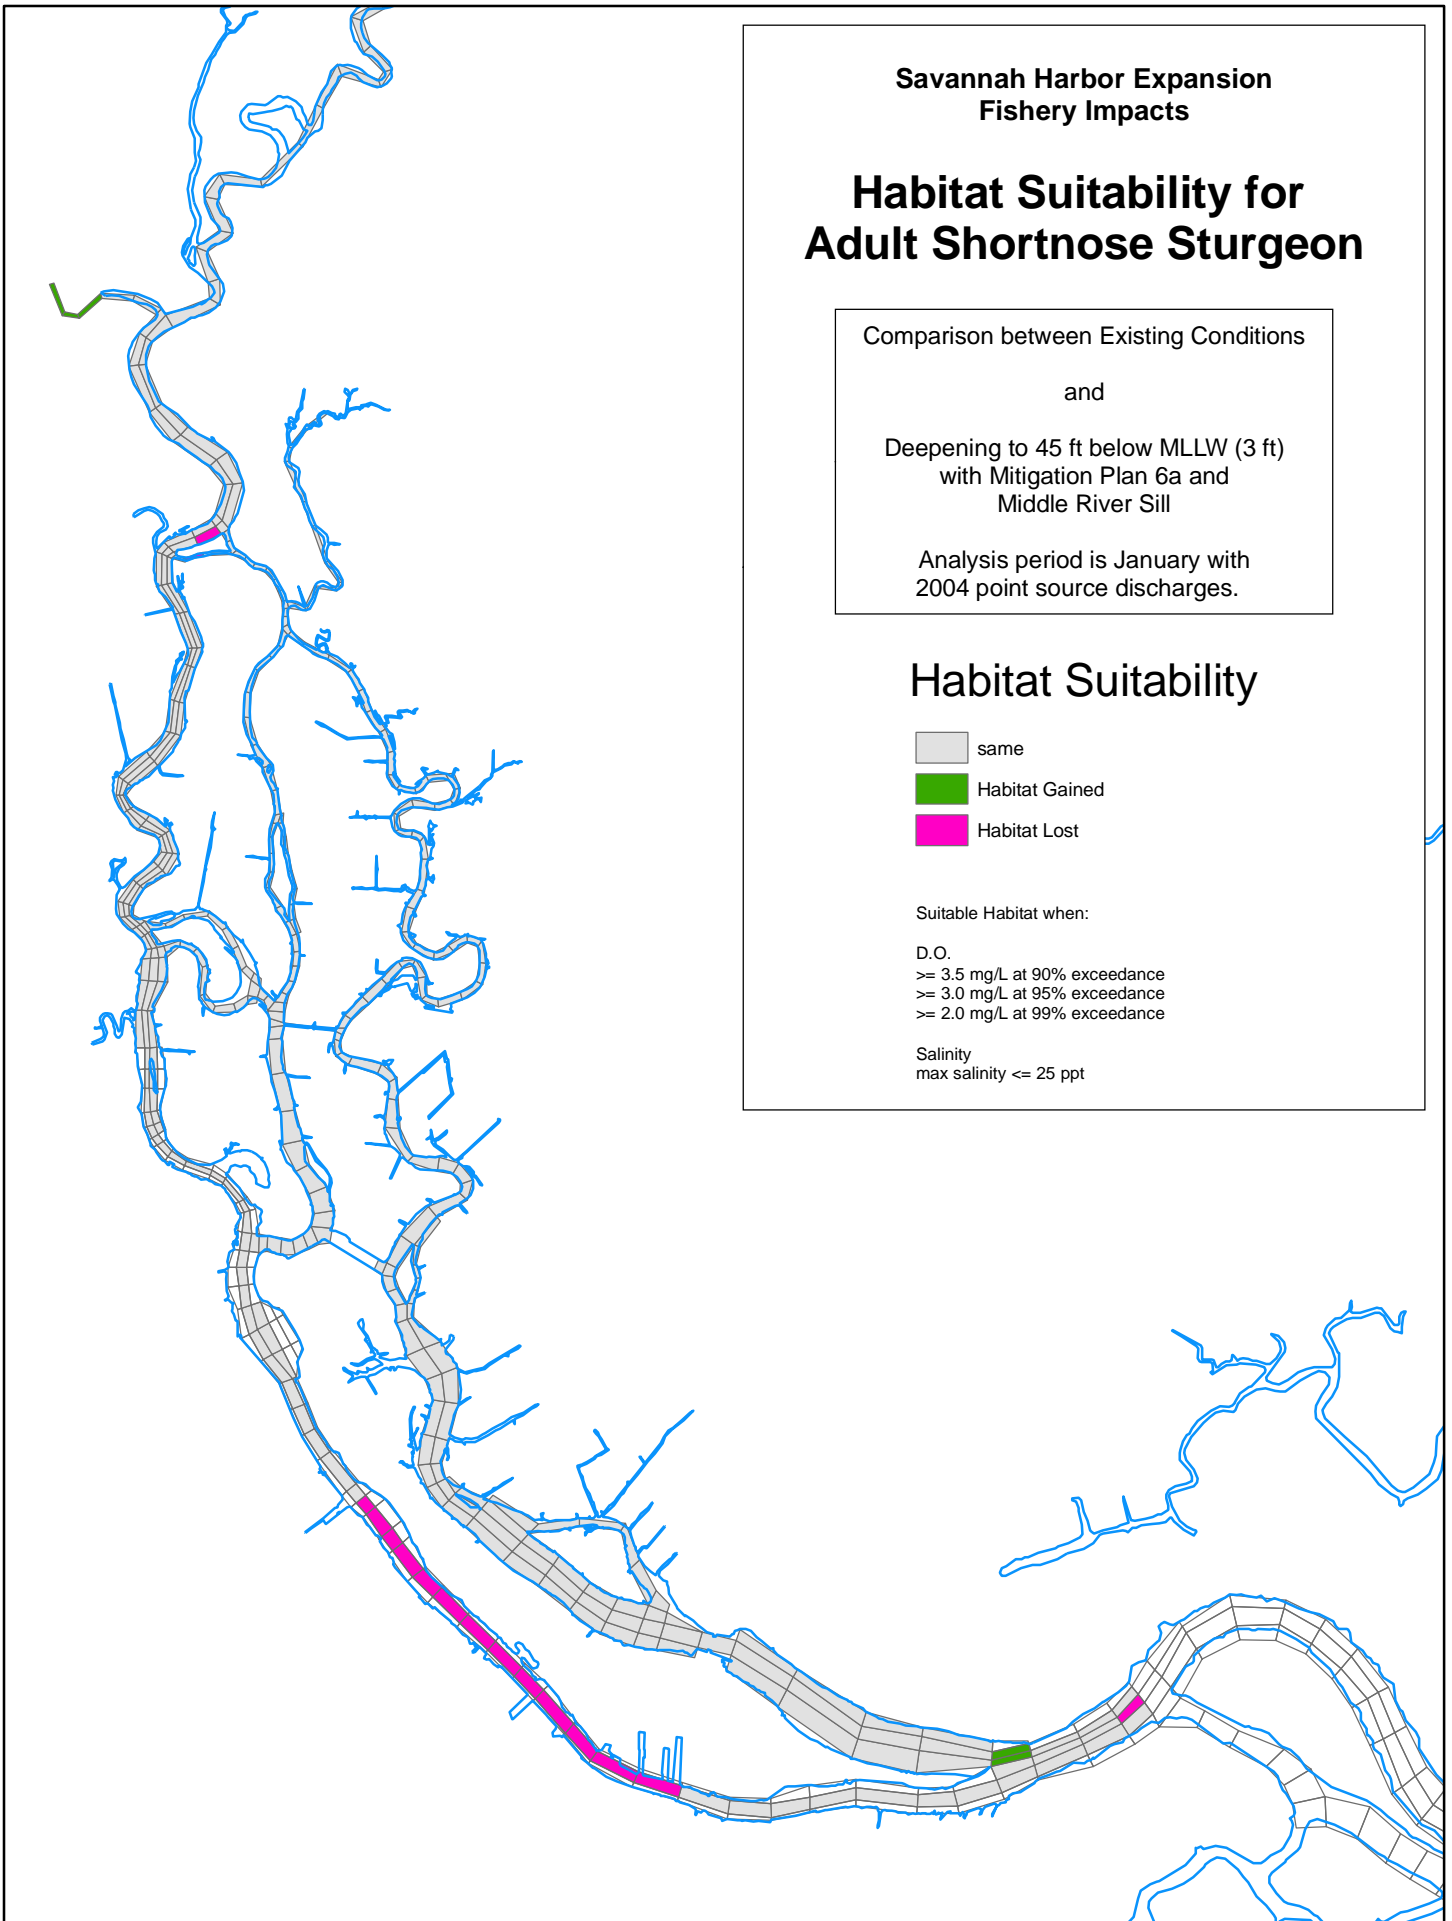 Savannah Harbor Expansion
Fishery Impacts
Habitat Suitability for
Adult Shortnose Sturgeon
Comparison between Existing Conditions
and
Deepening to 45 ft below MLLW (3 ft)
with Mitigation Plan 6a and
Middle River Sill
Analysis period is January with
2004 point source discharges.
Habitat Suitability
same
Habitat Gained
Habitat Lost
Suitable Habitat when:
D.O.
>= 3.5 mg/L at 90% exceedance
>= 3.0 mg/L at 95% exceedance
>= 2.0 mg/L at 99% exceedance
Salinity
max salinity <= 25 ppt